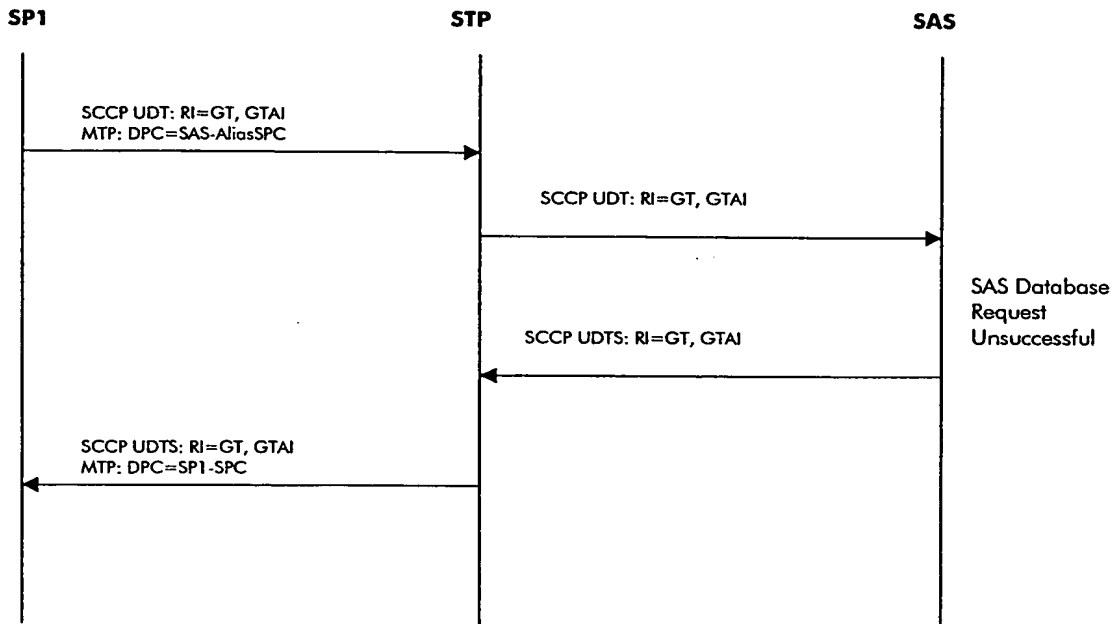 SP1
STP
SAS
SCCP UDT: RI=GT, GTAI
MTP: DPC=SAS-AliasSPC
SCCP UDT: RI=GT, GTAI
SAS Database
Request
Unsuccessful
SCCP UDTS: RI=GT, GTAI
SCCP UDTS: RI=GT, GTAI
MTP: DPC=SP1-SPC